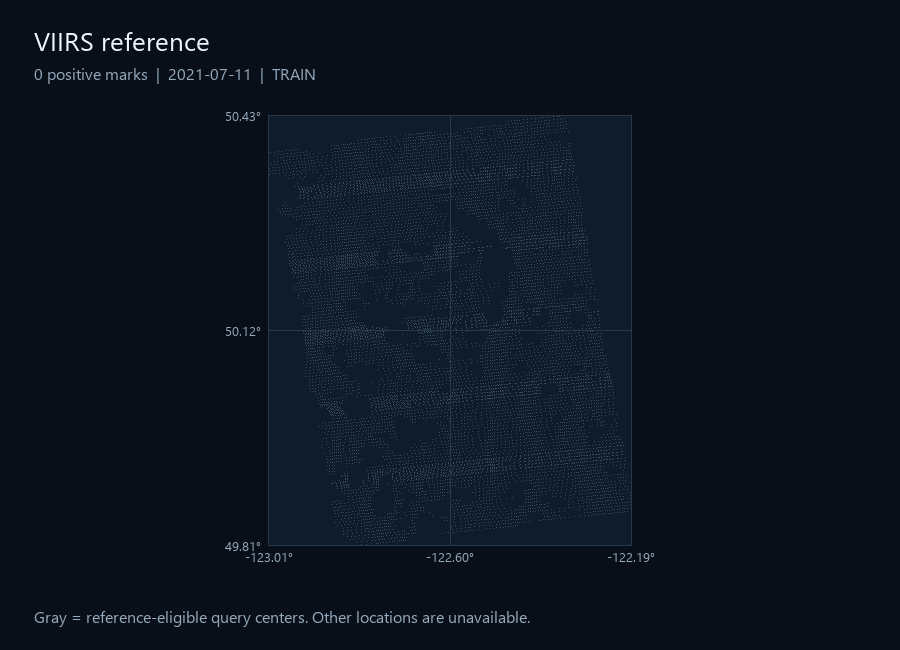 VIIRS reference
0 positive marks | 2021-07-11 | TRAIN
50.43°
50.12°
49.81°
-123.01°
-122.60°
-122.19°
Gray = reference-eligible query centers. Other locations are unavailable.